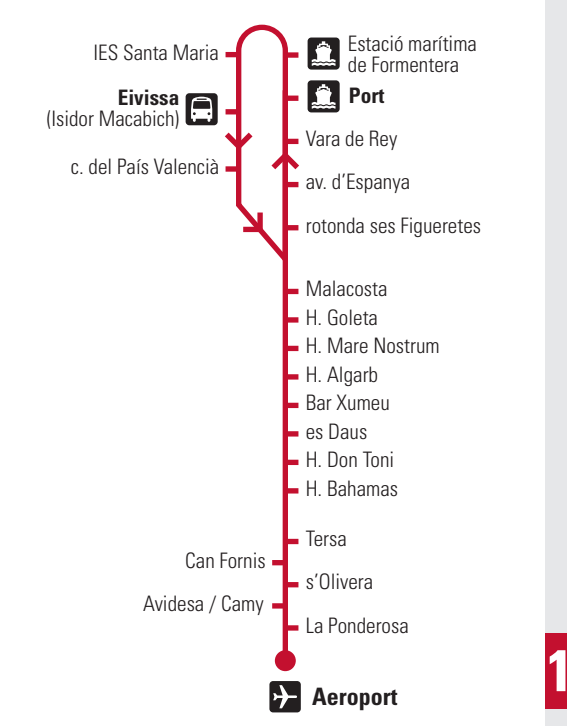 IES Santa Maria
Estació marítima
de Formentera
Eivissa
(Isidor Macabich)
Port
Vara de Rey
c. del País Valencià
av. d'Espanya
rotonda ses Figueretes
Malacosta
H. Goleta
H. Mare Nostrum
H. Algarb
Bar Xumeu
es Daus
H. Don Toni
H. Bahamas
Tersa
Can Fornis
s'Olivera
Avidesa / Camy
La Ponderosa
1
Aeroport